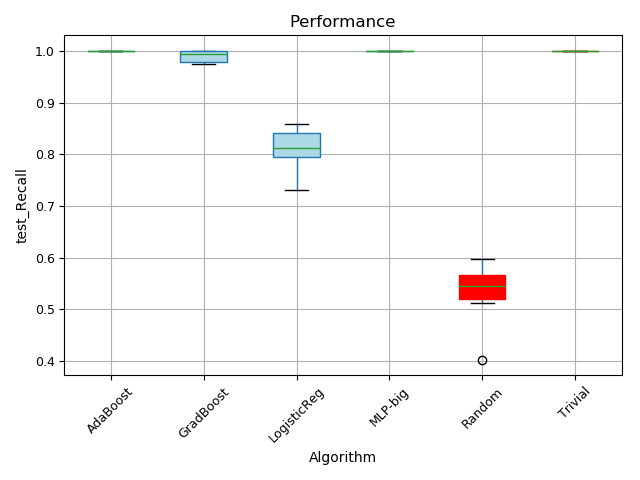 Performance
test_Recall
1.0
0.9
0.8
0.7
0.6
0.5
0.4
AdaBoost
GradBoost
LogisticReg
MLP-big
Random
Trivial
Algorithm